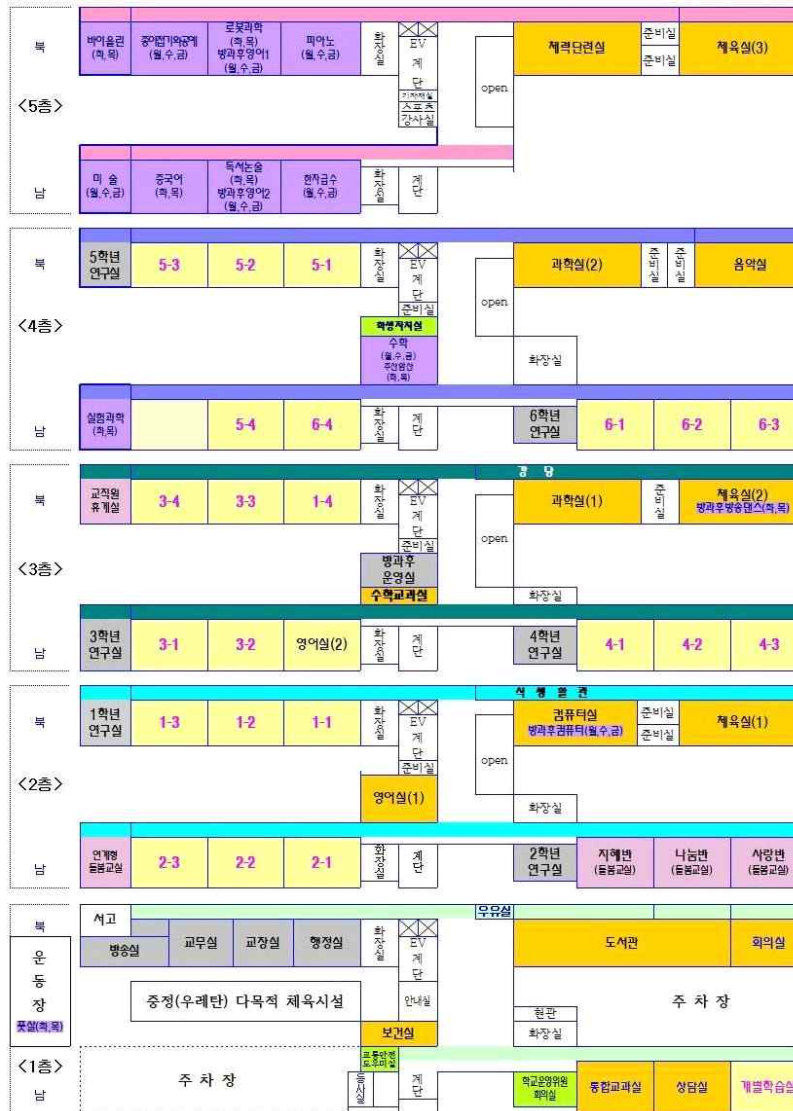 북
바이올린
(화,목)
종이접기와공예
(월,수,금)
로봇과학
(화,목)
방과후영어1
(월,수,금)
피아노
(월,수,금)
화장실
EV
계단
기자재실
스포츠
강사실
open
체력단련실
준비실
준비실
체육실(3)
<5층>
남
미 술
(월,수,금)
중국어
(화,목)
독서논술
(화,목)
방과후영어2
(월,수,금)
한자급수
(월,수,금)
화장실
계단
북
5학년
연구실
5-3
5-2
5-1
화장실
EV
계단
준비실
open
과학실(2)
준비실
준비실
음악실
<4층>
학생자치실
수학
(월,수,금)
주산암산
(화,목)
화장실
남
실험과학
(화,목)
5-4
6-4
화장실
계단
6학년
연구실
6-1
6-2
6-3
강 당
북
교직원
휴게실
3-4
3-3
1-4
화장실
EV
계단
준비실
open
과학실(1)
준비실
체육실(2)
방과후방송댄스(화,목)
<3층>
방과후
운영실
수학교과실
화장실
남
3학년
연구실
3-1
3-2
영어실(2)
화장실
계단
4학년
연구실
4-1
4-2
4-3
식 생 활 관
북
1학년
연구실
1-3
1-2
1-1
화장실
EV
계단
준비실
open
컴퓨터실
방과후컴퓨터(월,수,금)
준비실
준비실
체육실(1)
<2층>
영어실(1)
화장실
남
연계형
돌봄교실
2-3
2-2
2-1
화장실
계단
2학년
연구실
지혜반
(돌봄교실)
나눔반
(돌봄교실)
사랑반
(돌봄교실)
우유실
북
서고
방송실
교무실
교장실
행정실
화장실
EV
계단
안내실
도서관
회의실
운동장
풋살(화,목)
중정(우레탄) 다목적 체육시설
보건실
현관
화장실
주 차 장
<1층>
남
주 차 장
교통안전
도우미실
계단
학교운영위원
회의실
통합교과실
상담실
개별학습실